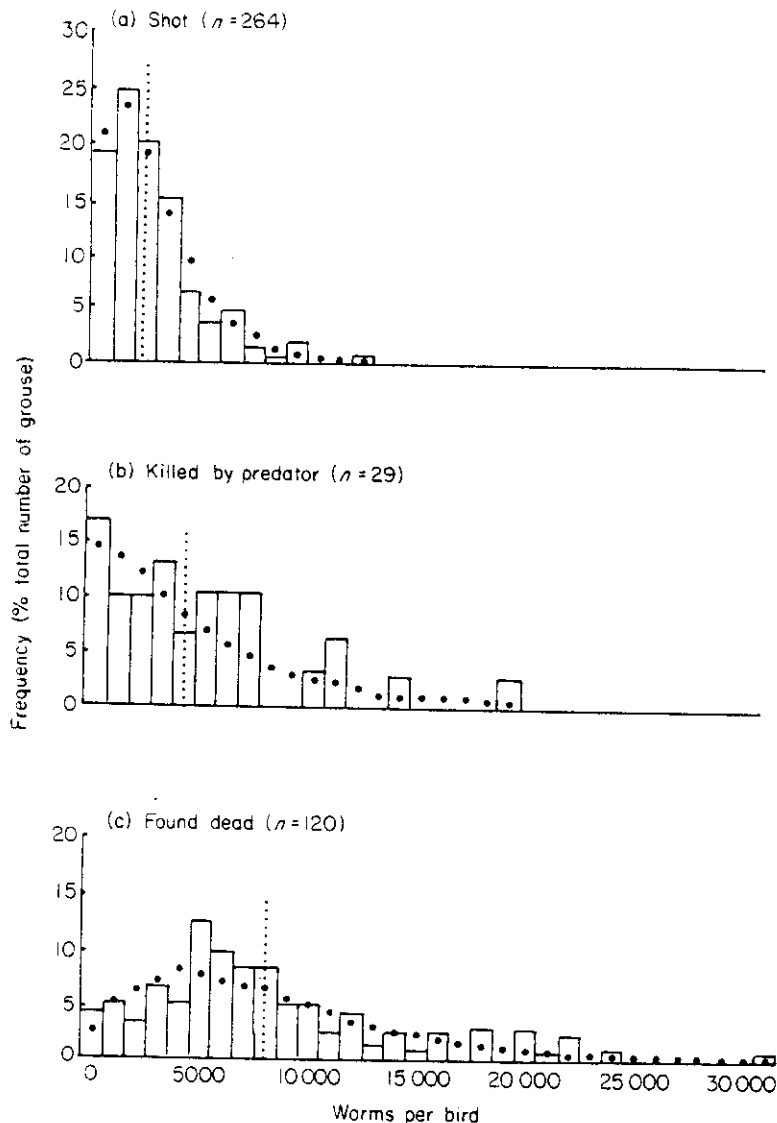 (a) Shot (n=264)
30
25
20
15
10
5
0
(b) Killed by predator (n=29)
20
15
10
5
0
Frequency (% total number of grouse)
(c) Found dead (n=120)
20
15
10
5
0
0 5000 10 000 15 000 20 000 25 000 30 000
Worms per bird